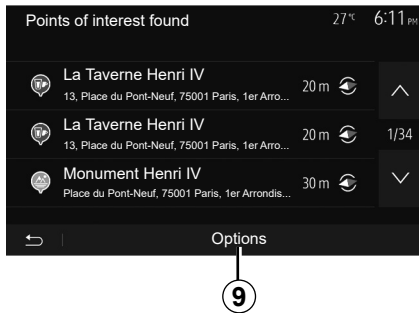 Points of interest found 27 °C 6:11 PM
La Taverne Henri IV
13, Place du Pont-Neuf, 75001 Paris, 1er Arro... 20 m
La Taverne Henri IV
13, Place du Pont-Neuf, 75001 Paris, 1er Arro... 20 m
1/34
Monument Henri IV
Place du Pont-Neuf, 75001 Paris, 1er Arrondis... 30 m
Options
9